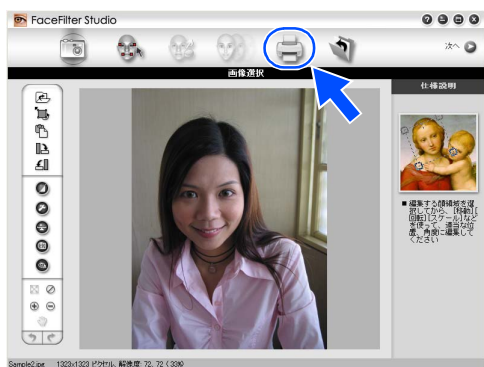 FaceFilter Studio
次へ
画像選択
仕様説明
■ 編集する顔領域を選
択してから、[移動][
回転][スケール]など
を使って、適当な位
置、角度に編集して
ください
Sample2.jpg 1323x1323 ピクセル, 解像度: 72, 72 ( 33%)